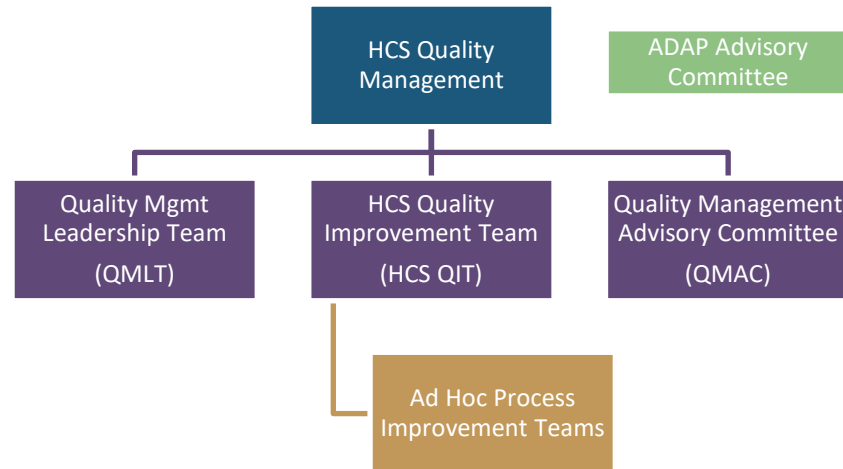 HCS Quality
Management
ADAP Advisory
Committee
Quality Mgmt
Leadership Team
(QMLT)
HCS Quality
Improvement Team
(HCS QIT)
Quality Management
Advisory Committee
(QMAC)
Ad Hoc Process
Improvement Teams